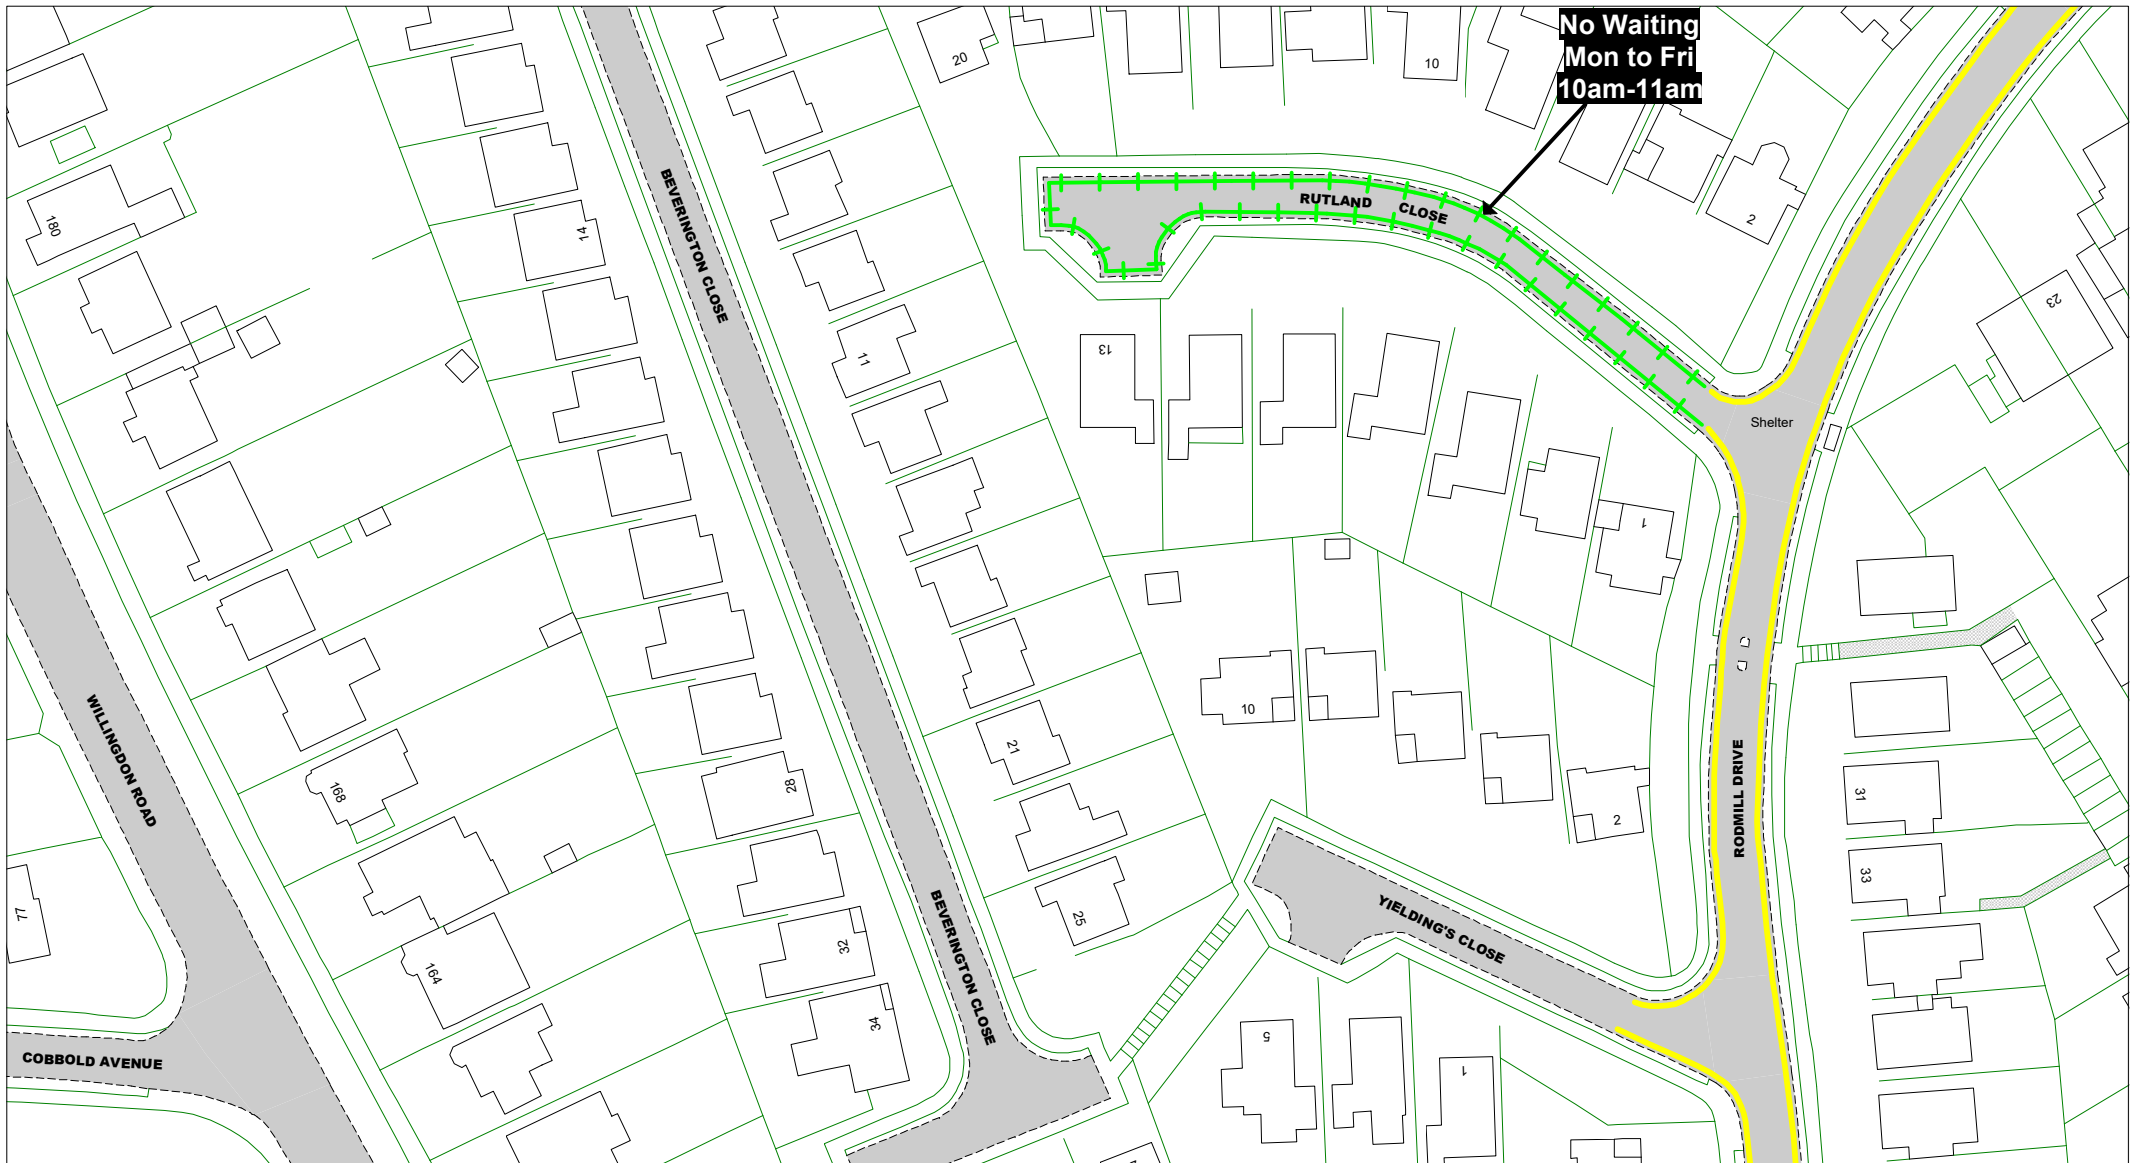 No Waiting
Mon to Fri
10am-11am
20
10
180
14
BEVERINGTON CLOSE
RUTLAND CLOSE
2
23
11
13
Shelter
1
WILLINGDON ROAD
168
28
21
10
2
RODMILL DRIVE
31
33
77
164
32
25
YIELDING'S CLOSE
BEVERINGTON CLOSE
34
5
1
COBBOLD AVENUE